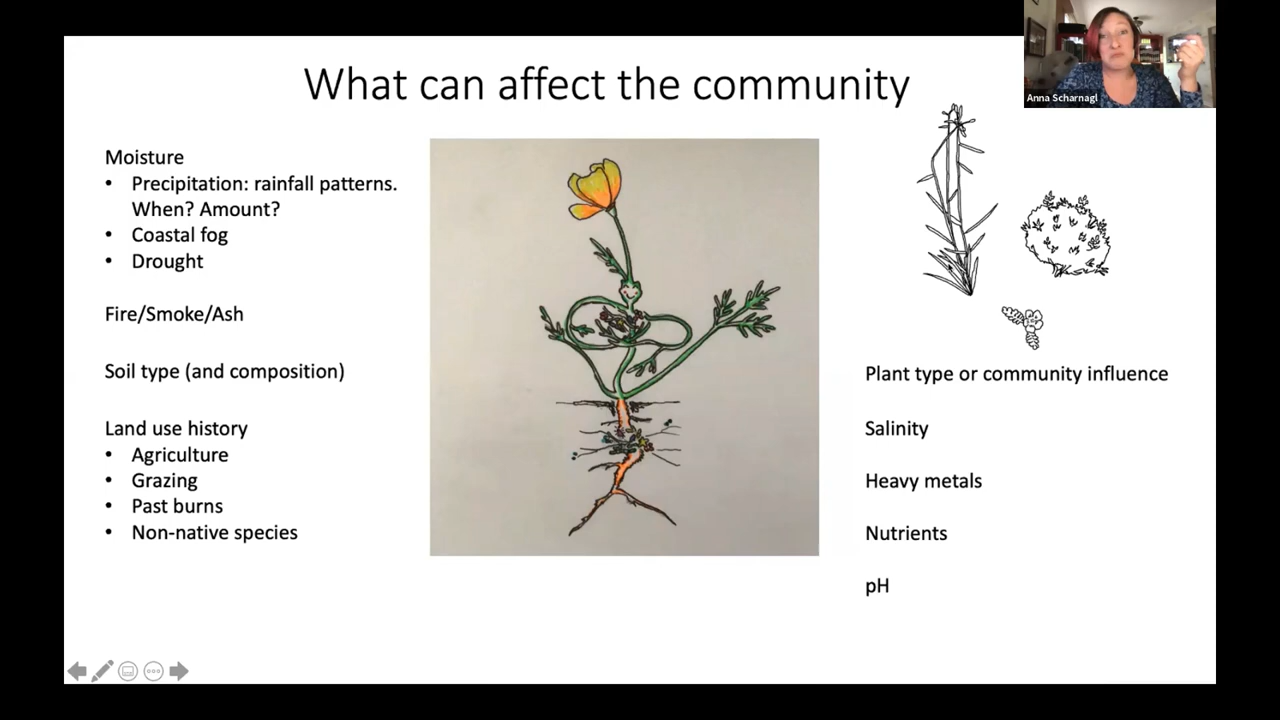 What can affect the community
Anna Scharnagl
Moisture
• Precipitation: rainfall patterns.
When? Amount?
• Coastal fog
• Drought
Fire/Smoke/Ash
Soil type (and composition)
Land use history
• Agriculture
• Grazing
• Past burns
• Non-native species
Plant type or community influence
Salinity
Heavy metals
Nutrients
pH